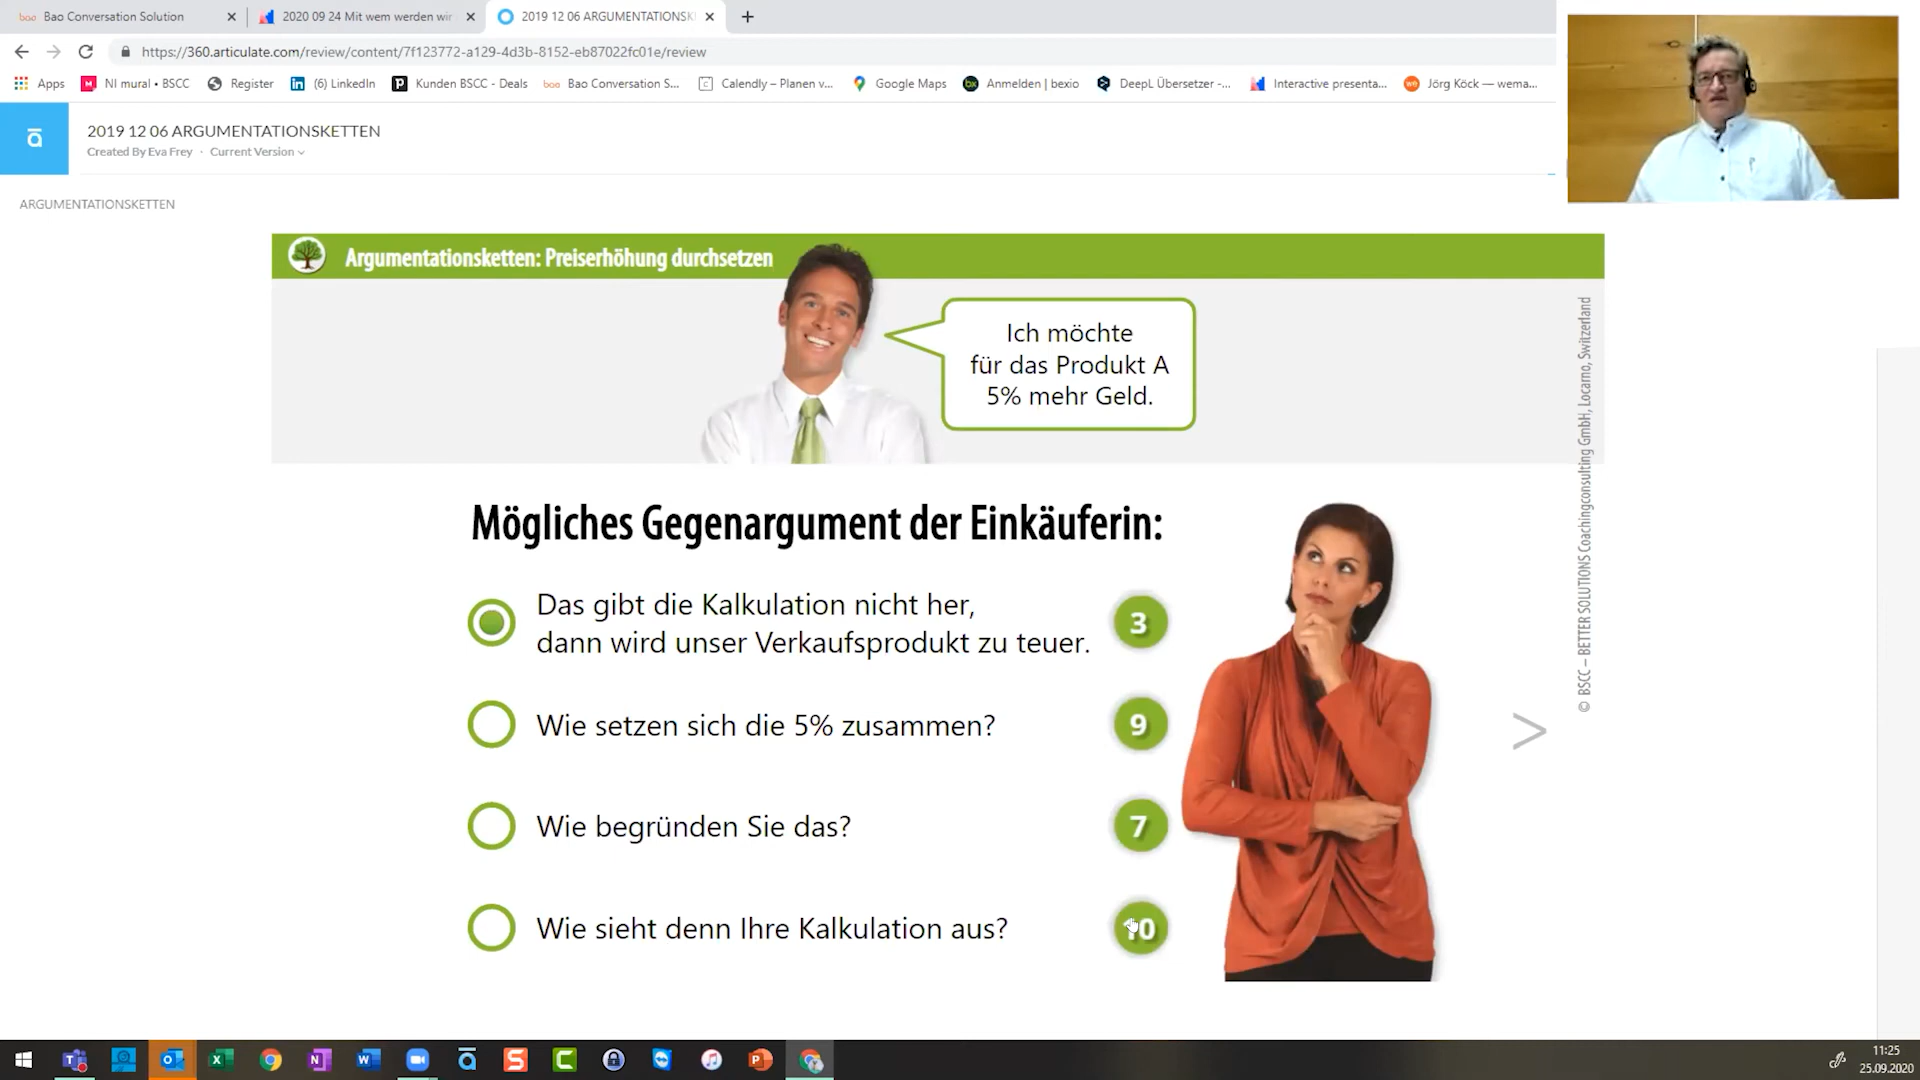 bao Bao Conversation Solution
2020 09 24 Mit wem werden wir
2019 12 06 ARGUMENTATIONSK
https://360.articulate.com/review/content/7f123772-a129-4d3b-8152-eb87022fc01e/review
Apps
NI mural • BSCC
Register
(6) LinkedIn
Kunden BSCC - Deals
bao Bao Conversation S...
Calendly – Planen v...
Google Maps
bx Anmelden | bexio
DeepL Übersetzer -...
Interactive presenta...
Jörg Köck — wema...
ā
2019 12 06 ARGUMENTATIONSKETTEN
Created By Eva Frey · Current Version
ARGUMENTATIONSKETTEN
Argumentationsketten: Preiserhöhung durchsetzen
Ich möchte
für das Produkt A
5% mehr Geld.
© BSCC – BETTER SOLUTIONS Coachingconsulting GmbH, Locarno, Switzerland
Mögliches Gegenargument der Einkäuferin:
Das gibt die Kalkulation nicht her,
dann wird unser Verkaufsprodukt zu teuer.
3
Wie setzen sich die 5% zusammen?
9
Wie begründen Sie das?
7
Wie sieht denn Ihre Kalkulation aus?
10
>
11:25
25.09.2020